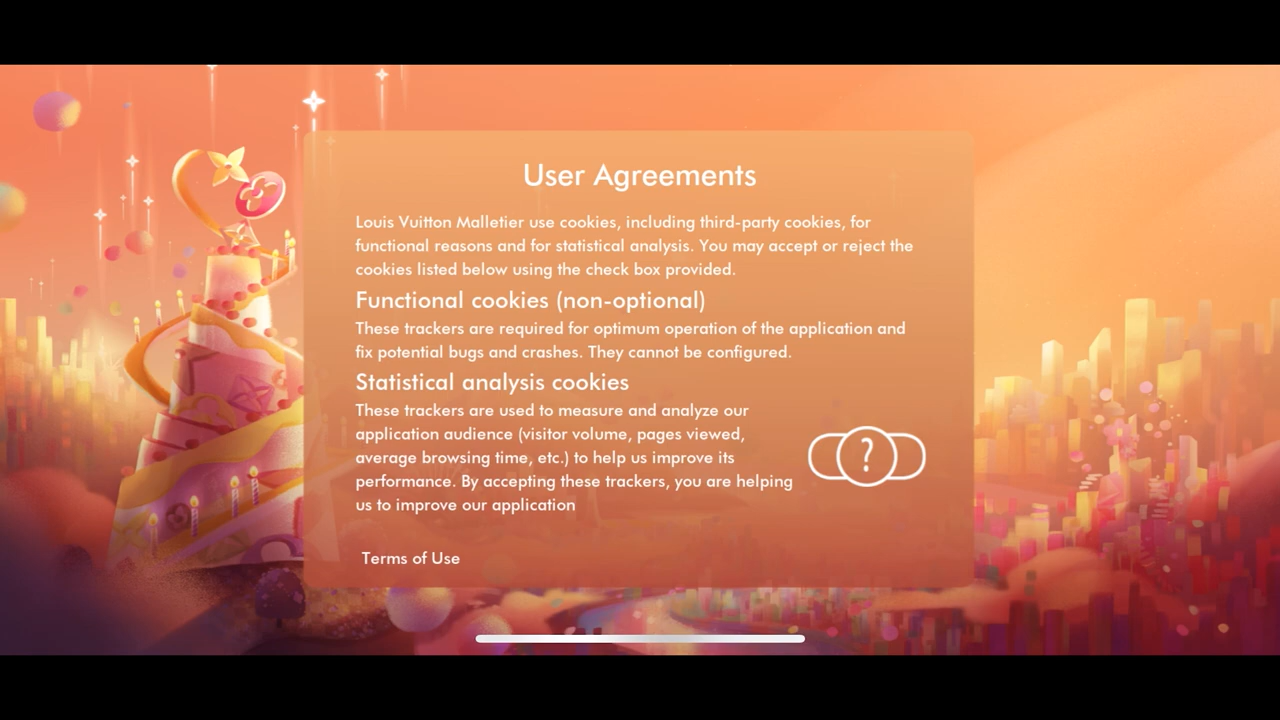 User Agreements
Louis Vuitton Malletier use cookies, including third-party cookies, for
functional reasons and for statistical analysis. You may accept or reject the
cookies listed below using the check box provided.
Functional cookies (non-optional)
These trackers are required for optimum operation of the application and
fix potential bugs and crashes. They cannot be configured.
Statistical analysis cookies
These trackers are used to measure and analyze our
application audience (visitor volume, pages viewed,
average browsing time, etc.) to help us improve its
performance. By accepting these trackers, you are helping
us to improve our application
?
Terms of Use